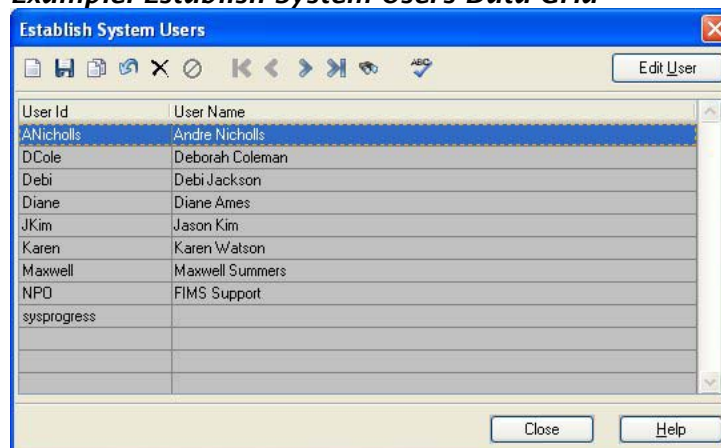 Example: Establish System Users Data Grid
Establish System Users
ABC
Edit User
User Id User Name
ANicholls Andre Nicholls
DCole Deborah Coleman
Debi Debi Jackson
Diane Diane Ames
JKim Jason Kim
Karen Karen Watson
Maxwell Maxwell Summers
NPO FIMS Support
sysprogress
Close Help